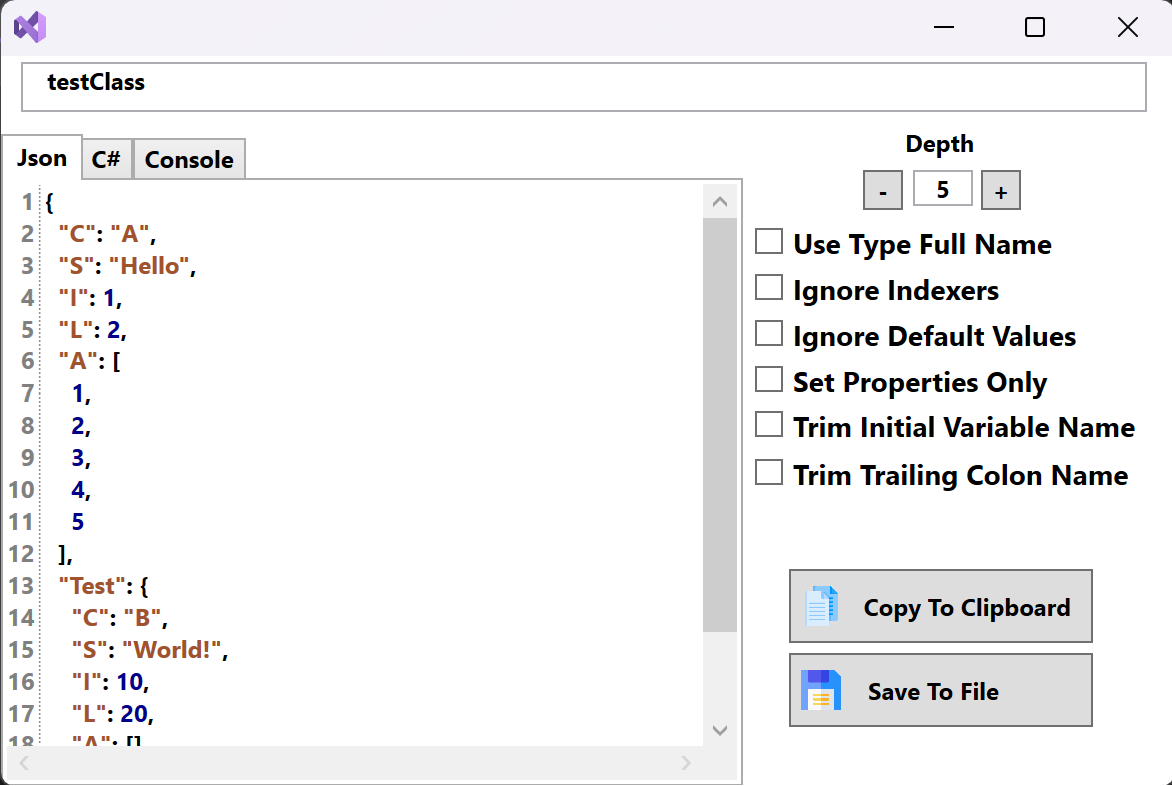 testClass
Json C# Console
1 {
2 "C": "A",
3 "S": "Hello",
4 "I": 1,
5 "L": 2,
6 "A": [
7 1,
8 2,
9 3,
10 4,
11 5
12 ],
13 "Test": {
14 "C": "B",
15 "S": "World!",
16 "I": 10,
17 "L": 20,
18 "A": []
Depth
- 5 +
Use Type Full Name
Ignore Indexers
Ignore Default Values
Set Properties Only
Trim Initial Variable Name
Trim Trailing Colon Name
Copy To Clipboard
Save To File